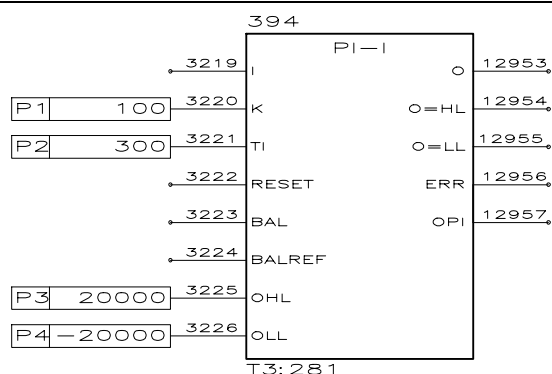 394
PI-I
3219 I O 12953
P1 100 3220 K O=HL 12954
P2 300 3221 TI O=LL 12955
3222 RESET ERR 12956
3223 BAL OPI 12957
3224 BALREF
P3 20000 3225 OHL
P4 -20000 3226 OLL
T3:281